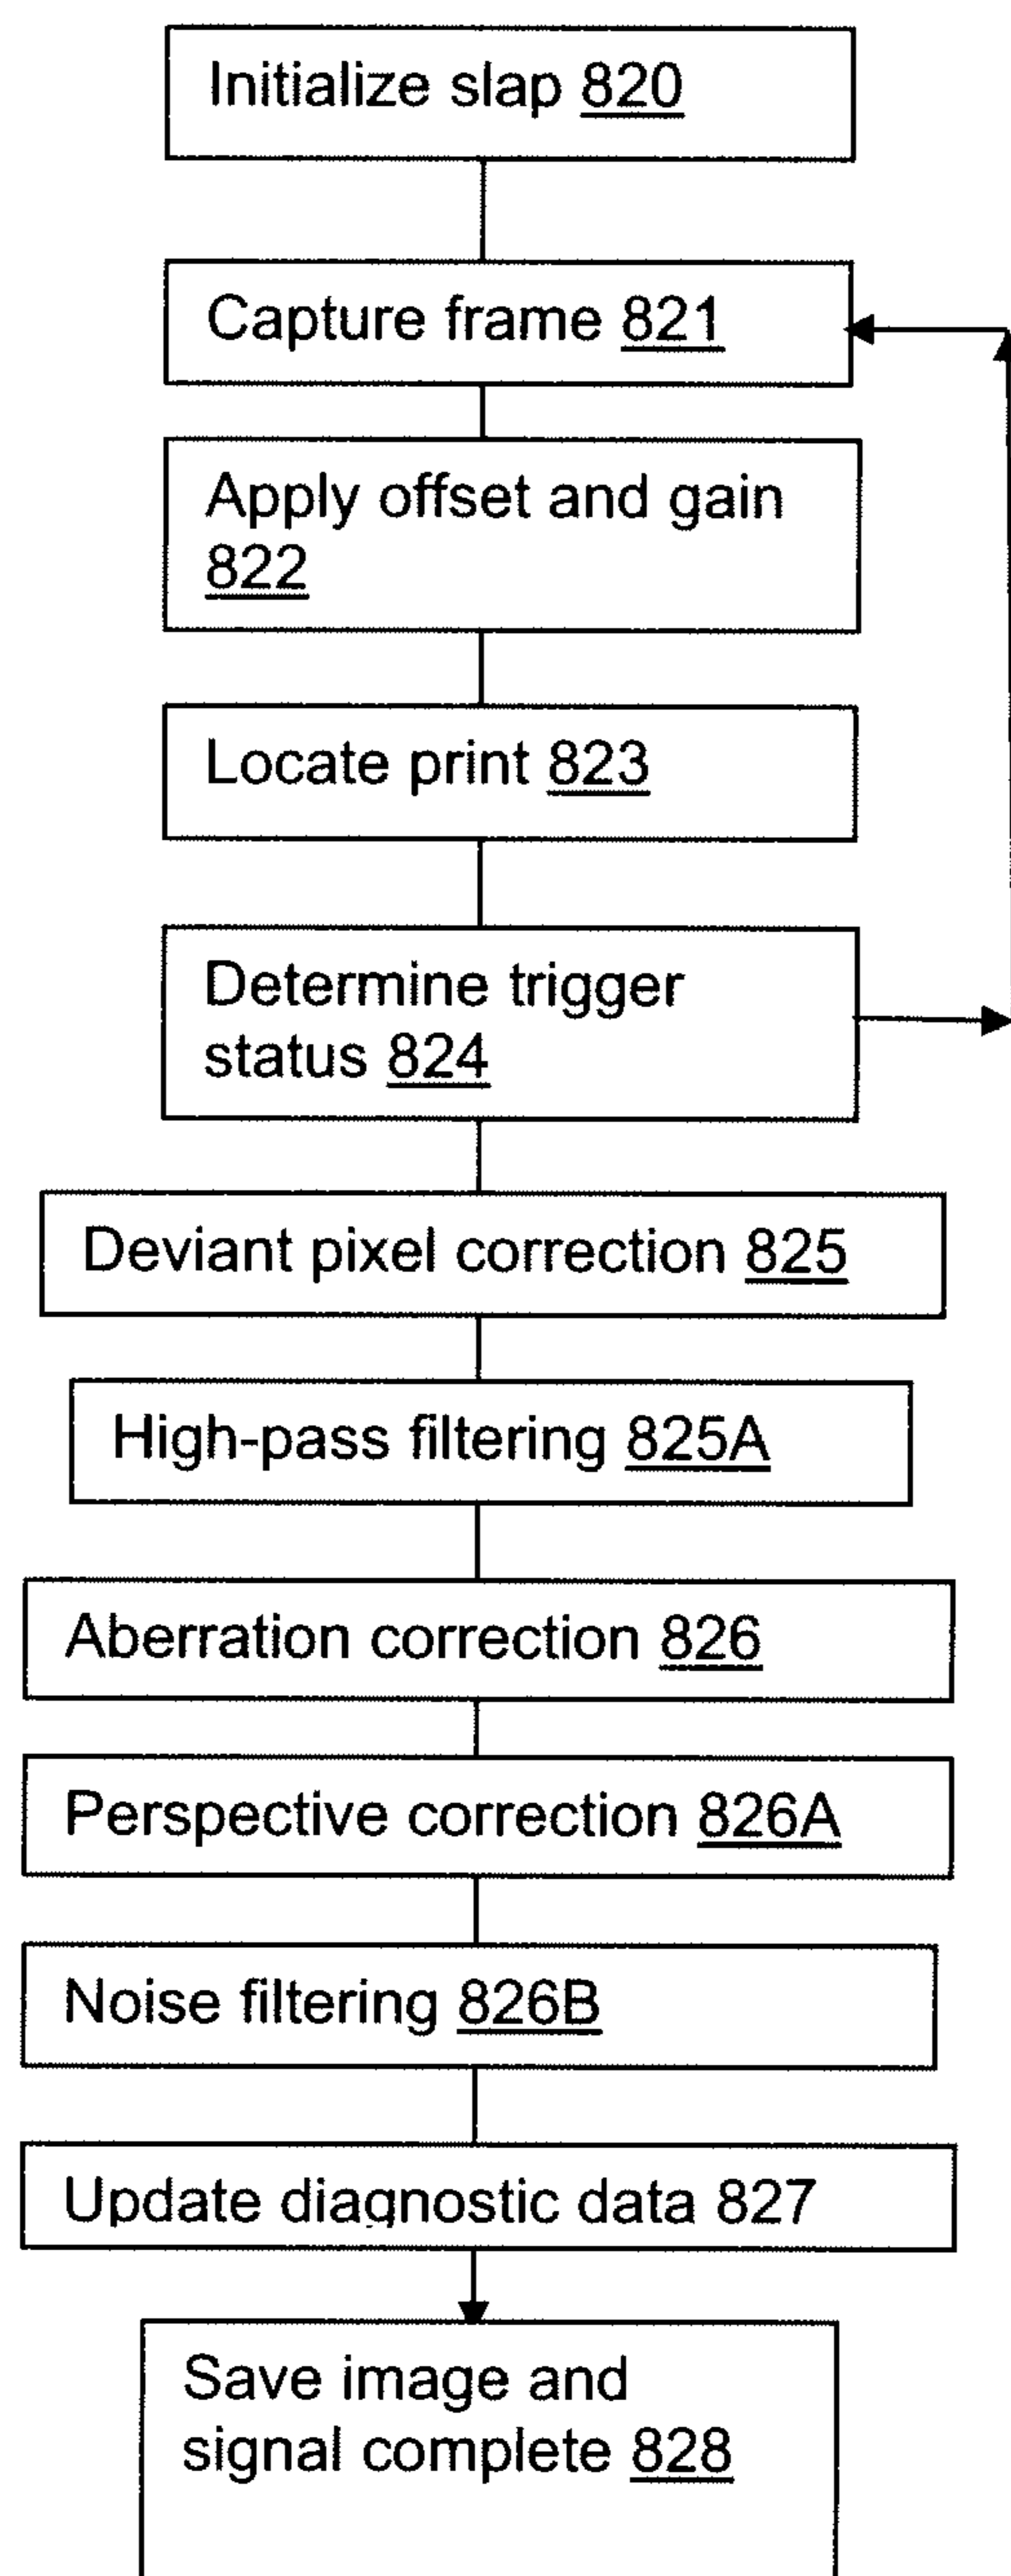 Initialize slap 820
Capture frame 821
Apply offset and gain
822
Locate print 823
Determine trigger
status 824
Deviant pixel correction 825
High-pass filtering 825A
Aberration correction 826
Perspective correction 826A
Noise filtering 826B
Update diagnostic data 827
Save image and
signal complete 828